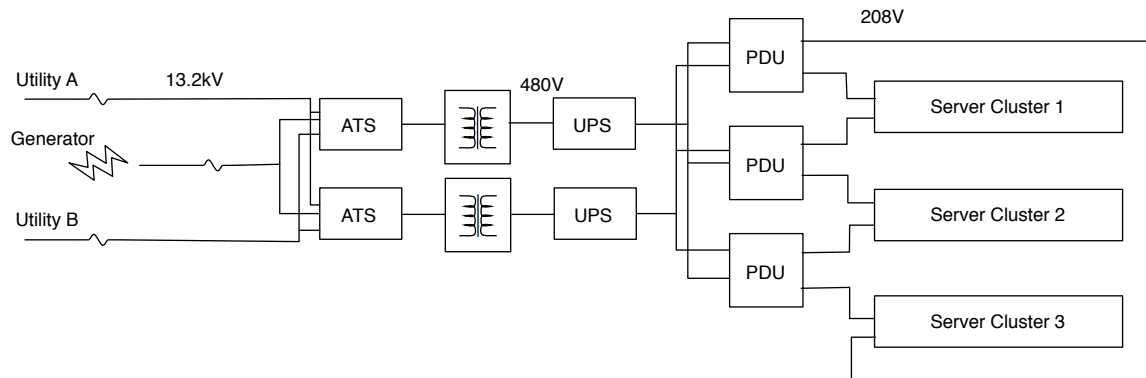 208V
PDU
Utility A
13.2kV
480V
Server Cluster 1
ATS
UPS
Generator
PDU
Server Cluster 2
Utility B
ATS
UPS
PDU
Server Cluster 3